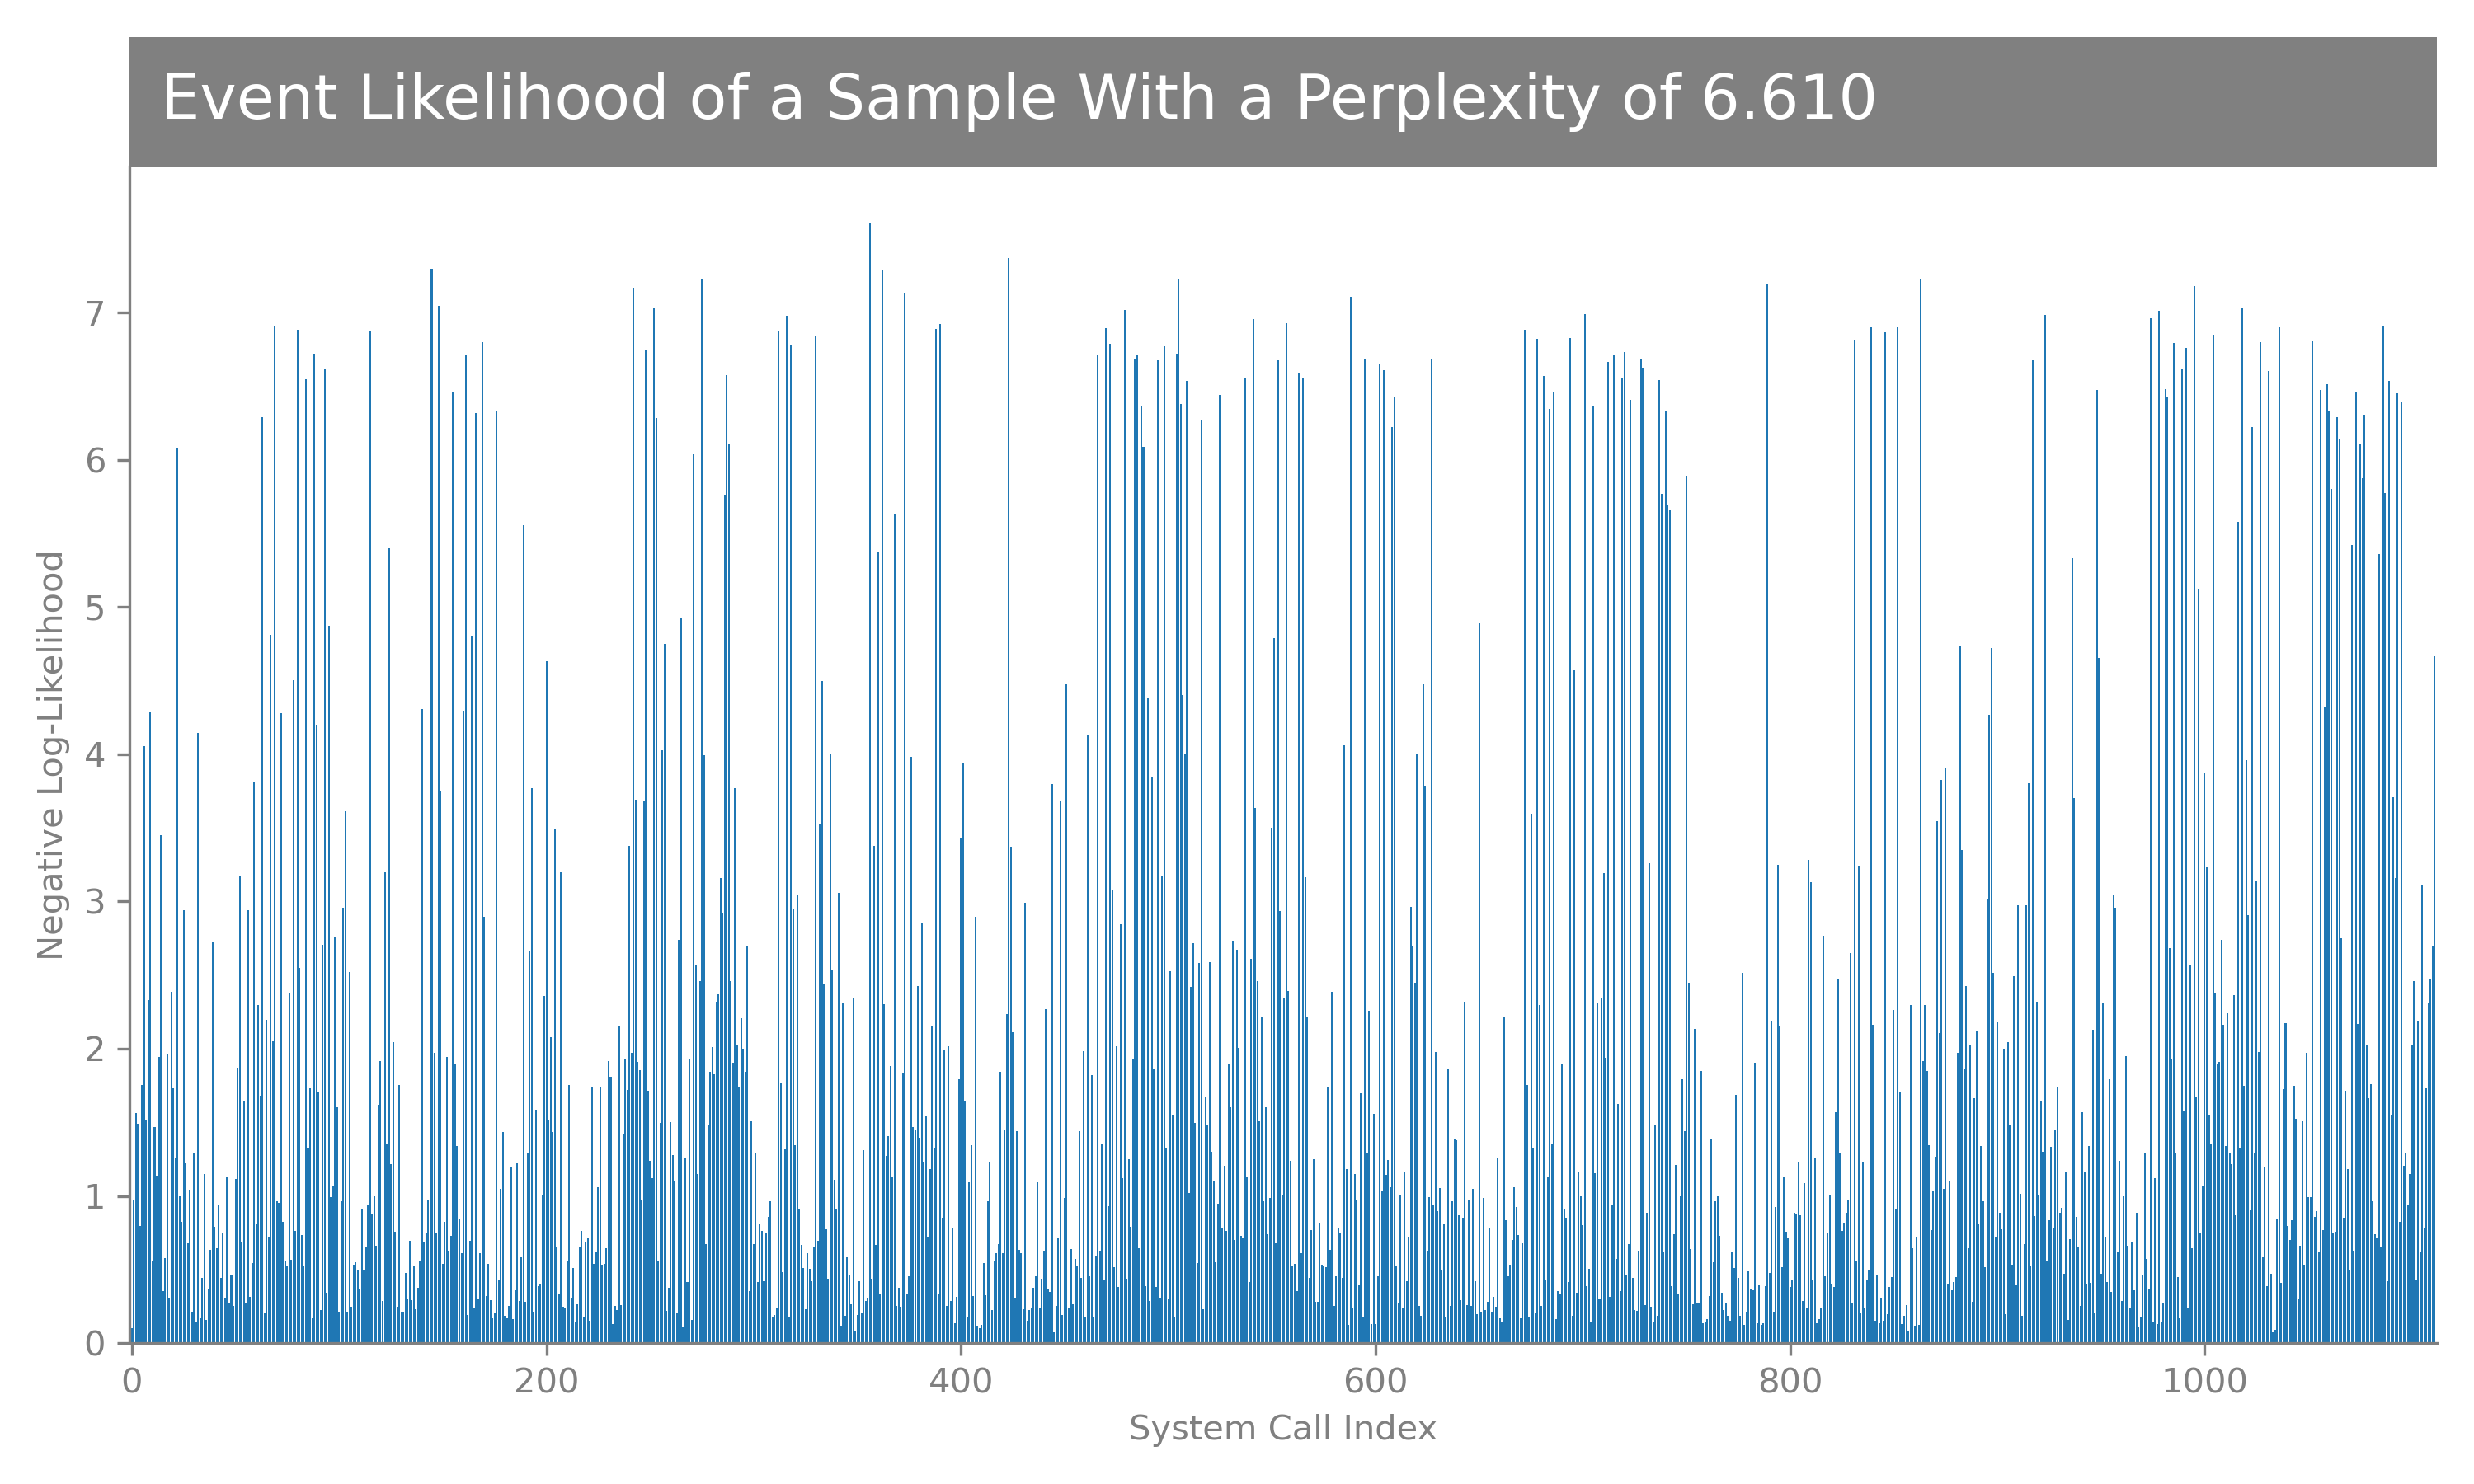 Event Likelihood of a Sample With a Perplexity of 6.610
Negative Log-Likelihood
7
6
5
4
3
2
1
0
0 200 400 600 800 1000
System Call Index